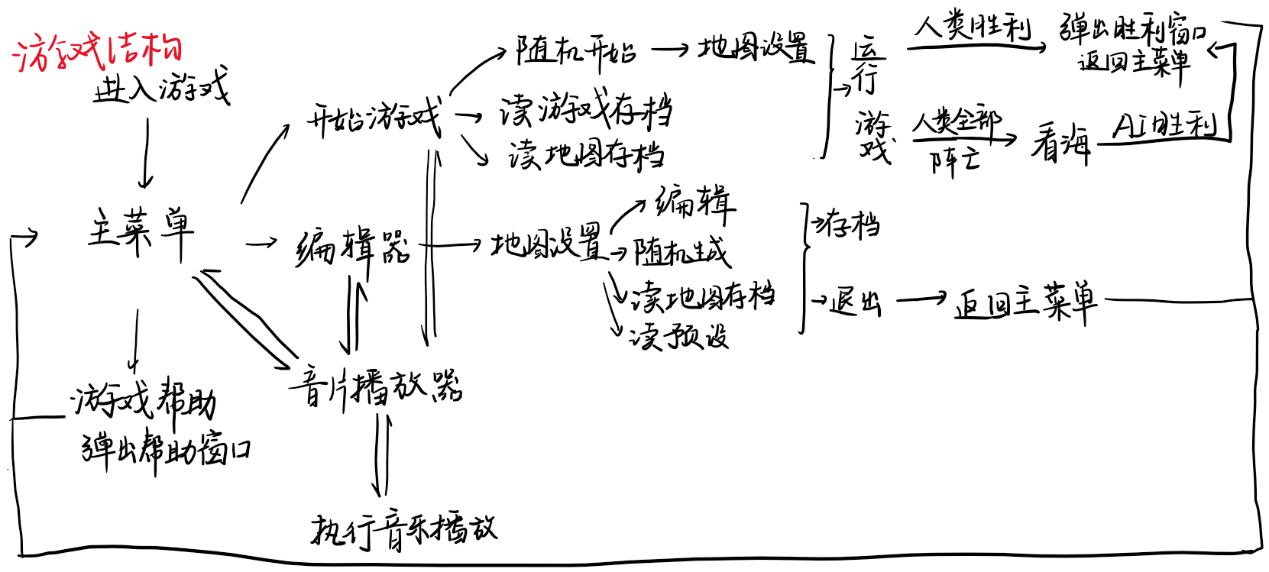 游戏结构
进入游戏
主菜单
游戏帮助
弹出帮助窗口
开始游戏
随机开始
地图设置
读游戏存档
读地图存档
运行
游戏
人类胜利
弹出胜利窗口
返回主菜单
人类全部
阵亡
看海
AI胜利
编辑器
地图设置
编辑
随机生成
读地图存档
读预设
存档
退出
返回主菜单
音片播放器
执行音乐播放